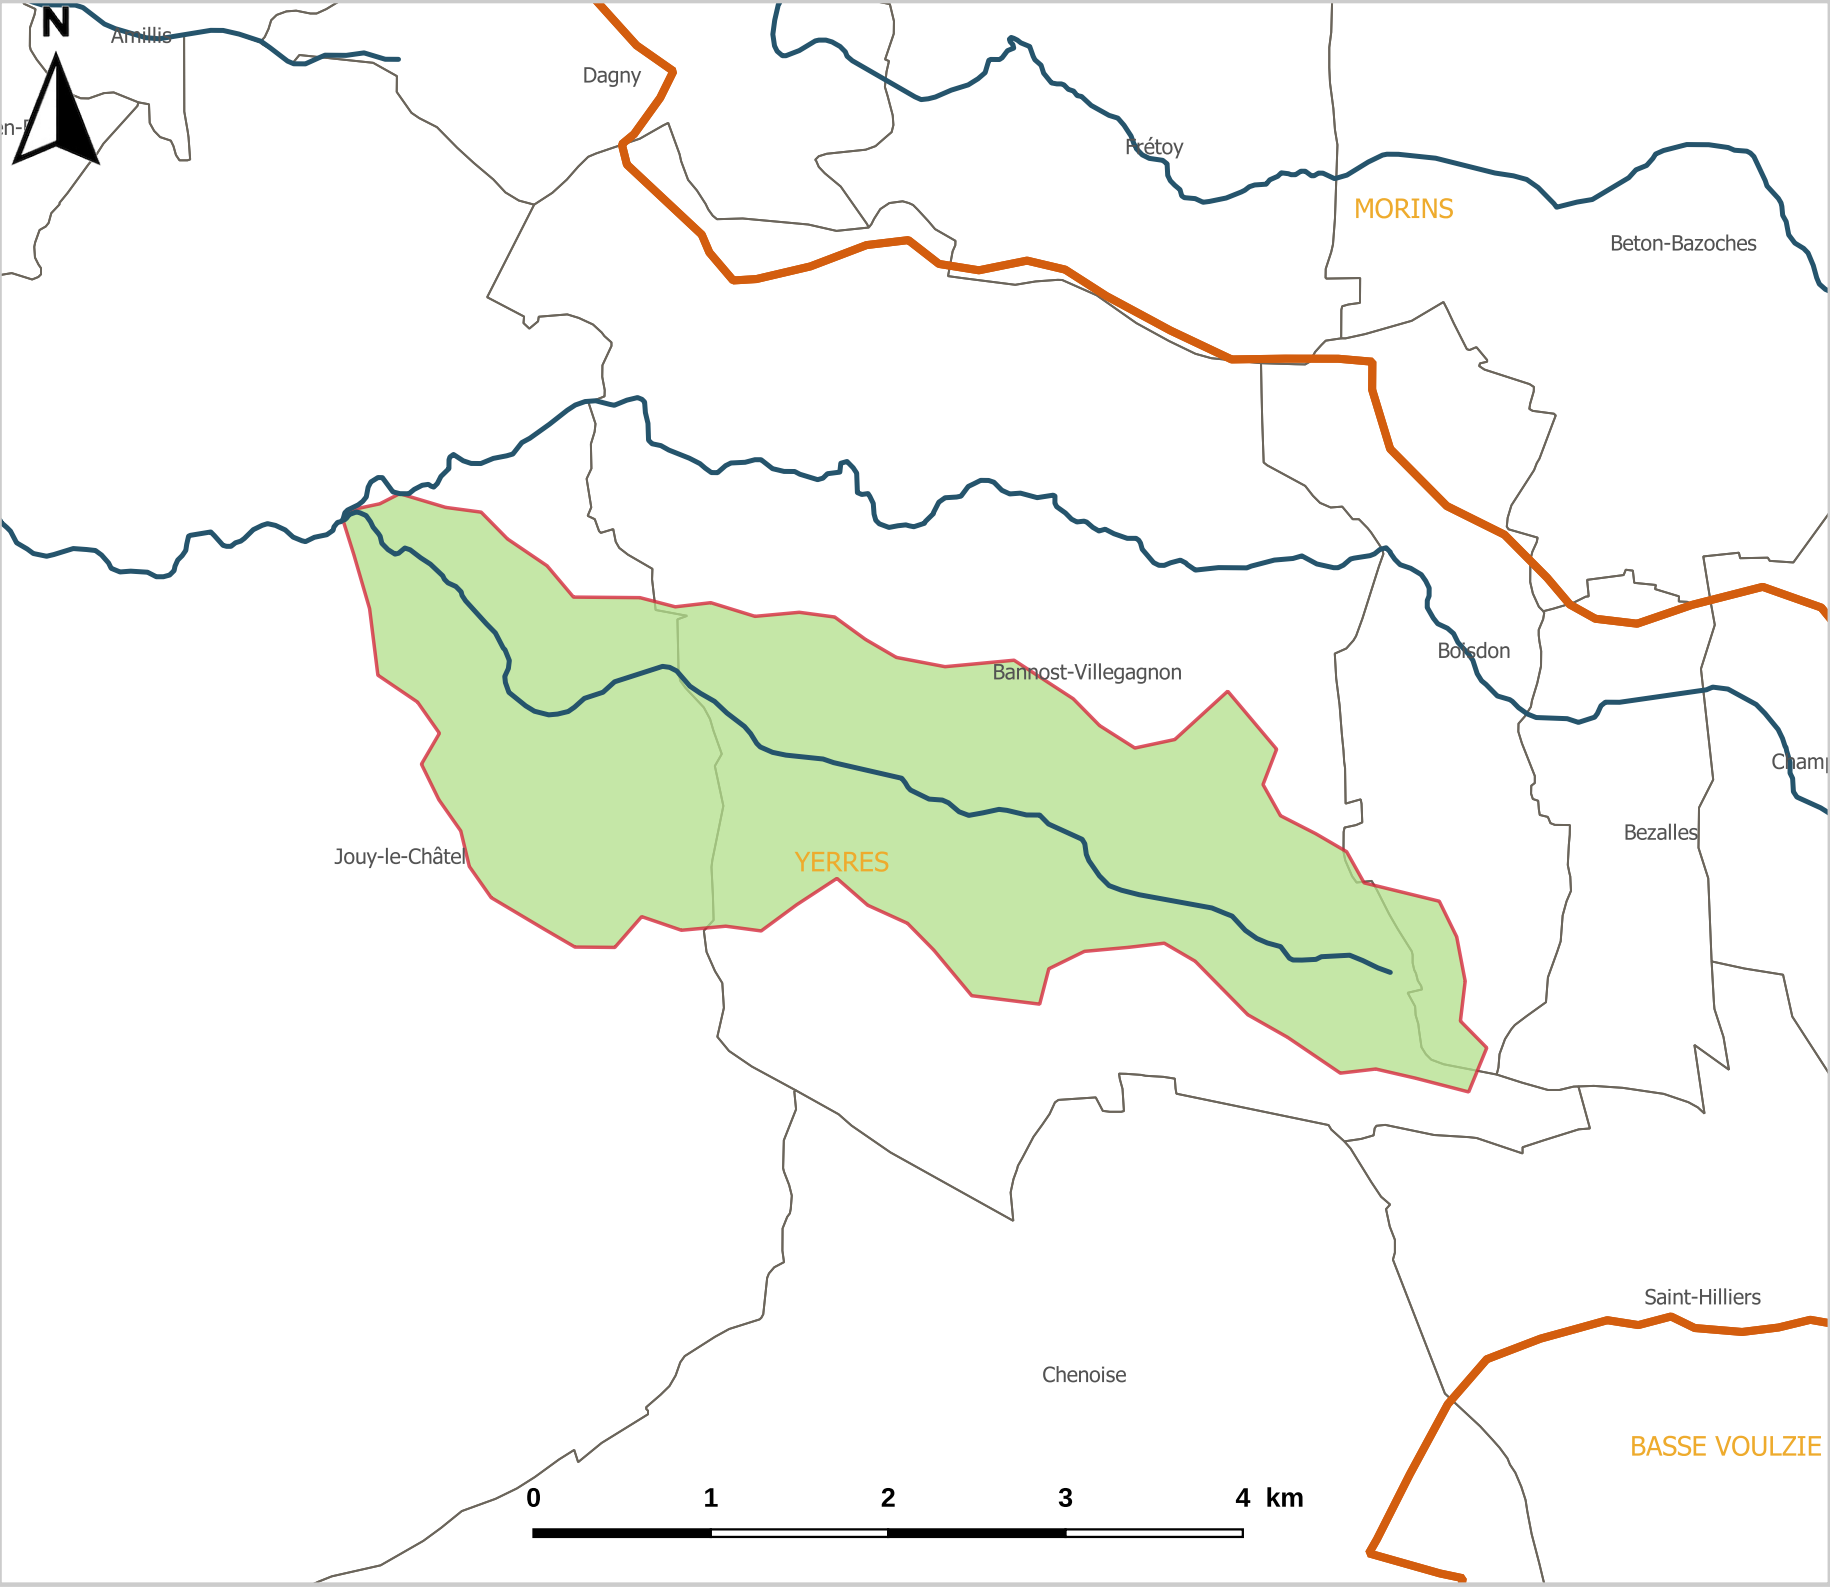 N
Amillis
Dagny
Frétoy
MORINS
Beton-Bazoches
Boisdon
Bannost-Villegagnon
Cham
Bezalles
Jouy-le-Châtel
YERRES
Saint-Hilliers
Chenoise
BASSE VOULZIE
0 1 2 3 4 km